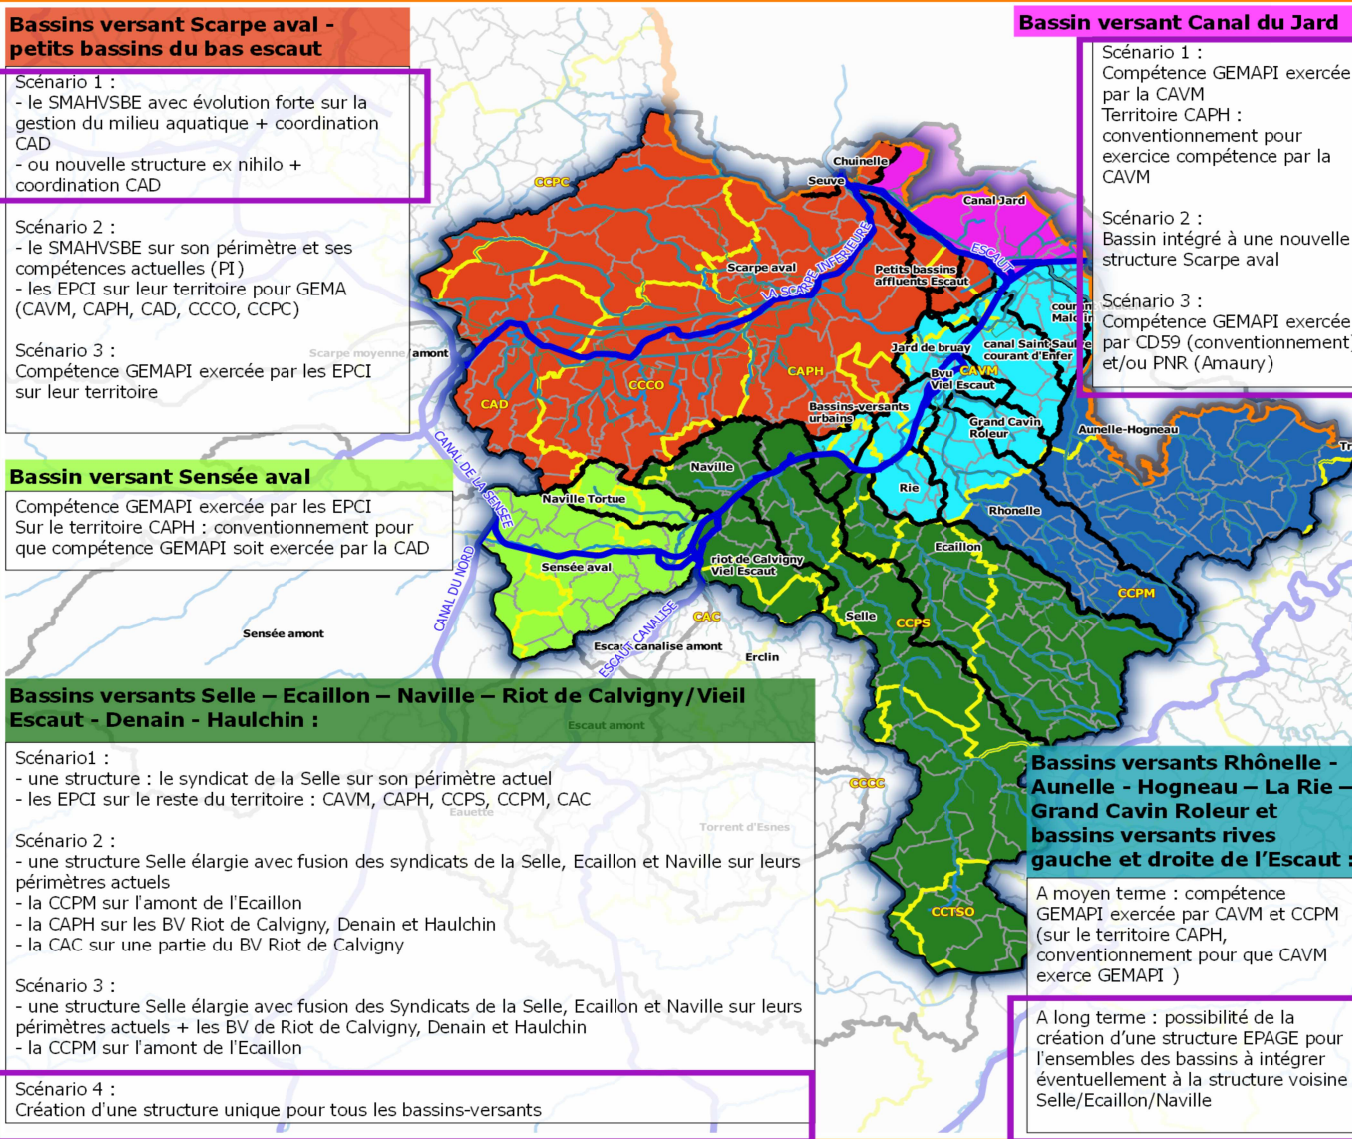 Bassins versant Scarpe aval -
petits bassins du bas escaut
Scénario 1 :
- le SMAHVSBE avec évolution forte sur la
gestion du milieu aquatique + coordination
CAD
- ou nouvelle structure ex nihilo +
coordination CAD
Scénario 2 :
- le SMAHVSBE sur son périmètre et ses
compétences actuelles (PI)
- les EPCI sur leur territoire pour GEMA
(CAVM, CAPH, CAD, CCCO, CCPC)
Scénario 3 :
Compétence GEMAPI exercée par les EPCI
sur leur territoire
Bassin versant Canal du Jard
Scénario 1 :
Compétence GEMAPI exercée
par la CAVM
Territoire CAPH :
conventionnement pour
exercice compétence par la
CAVM
Scénario 2 :
Bassin intégré à une nouvelle
structure Scarpe aval
Scénario 3 :
Compétence GEMAPI exercée
par CD59 (conventionnement)
et/ou PNR (Amaury)
Bassin versant Sensée aval
Compétence GEMAPI exercée par les EPCI
Sur le territoire CAPH : conventionnement pour
que compétence GEMAPI soit exercée par la CAD
CCPC
Chuinelle
Seuve
Canal Jard
ESCAUT
LA SCARPE INFERIEURE
Scarpe aval
Petits bassins
affluents Escaut
couran
Scarpe moyenne amont
Jard de bruay
canal Saint Sauve
courant d'Enfer
Bvu
Viel Escaut
CAVM
CAPH
CCCO
CAD
Bassins-versants
urbains
Grand Cavin
Roleur
Aunelle-Hogneau
Tr
CANAL DE LA SENSEE
Naville
Naville Tortue
Rie
Rhonelle
Ecaillon
CANAL DU NORD
Sensée aval
riot de Calvigny
Viel Escaut
CCPM
CAC
Selle
CCPS
Sensée amont
ESCAUT CANALISE
Escaut canalise amont
Erclin
Bassins versants Selle – Ecaillon – Naville – Riot de Calvigny/Vieil
Escaut - Denain - Haulchin :
Escaut amont
Scénario1 :
- une structure : le syndicat de la Selle sur son périmètre actuel
- les EPCI sur le reste du territoire : CAVM, CAPH, CCPS, CCPM, CAC
Eauette
Torrent d'Esnes
Scénario 2 :
- une structure Selle élargie avec fusion des syndicats de la Selle, Ecaillon et Naville sur leurs
périmètres actuels
- la CCPM sur l'amont de l'Ecaillon
- la CAPH sur les BV Riot de Calvigny, Denain et Haulchin
- la CAC sur une partie du BV Riot de Calvigny
Scénario 3 :
- une structure Selle élargie avec fusion des Syndicats de la Selle, Ecaillon et Naville sur leurs
périmètres actuels + les BV de Riot de Calvigny, Denain et Haulchin
- la CCPM sur l'amont de l'Ecaillon
Scénario 4 :
Création d'une structure unique pour tous les bassins-versants
CCCC
CCTSO
Bassins versants Rhônelle -
Aunelle - Hogneau – La Rie –
Grand Cavin Roleur et
bassins versants rives
gauche et droite de l'Escaut :
A moyen terme : compétence
GEMAPI exercée par CAVM et CCPM
(sur le territoire CAPH,
conventionnement pour que CAVM
exerce GEMAPI )
A long terme : possibilité de la
création d'une structure EPAGE pour
l'ensembles des bassins à intégrer
éventuellement à la structure voisine
Selle/Ecaillon/Naville